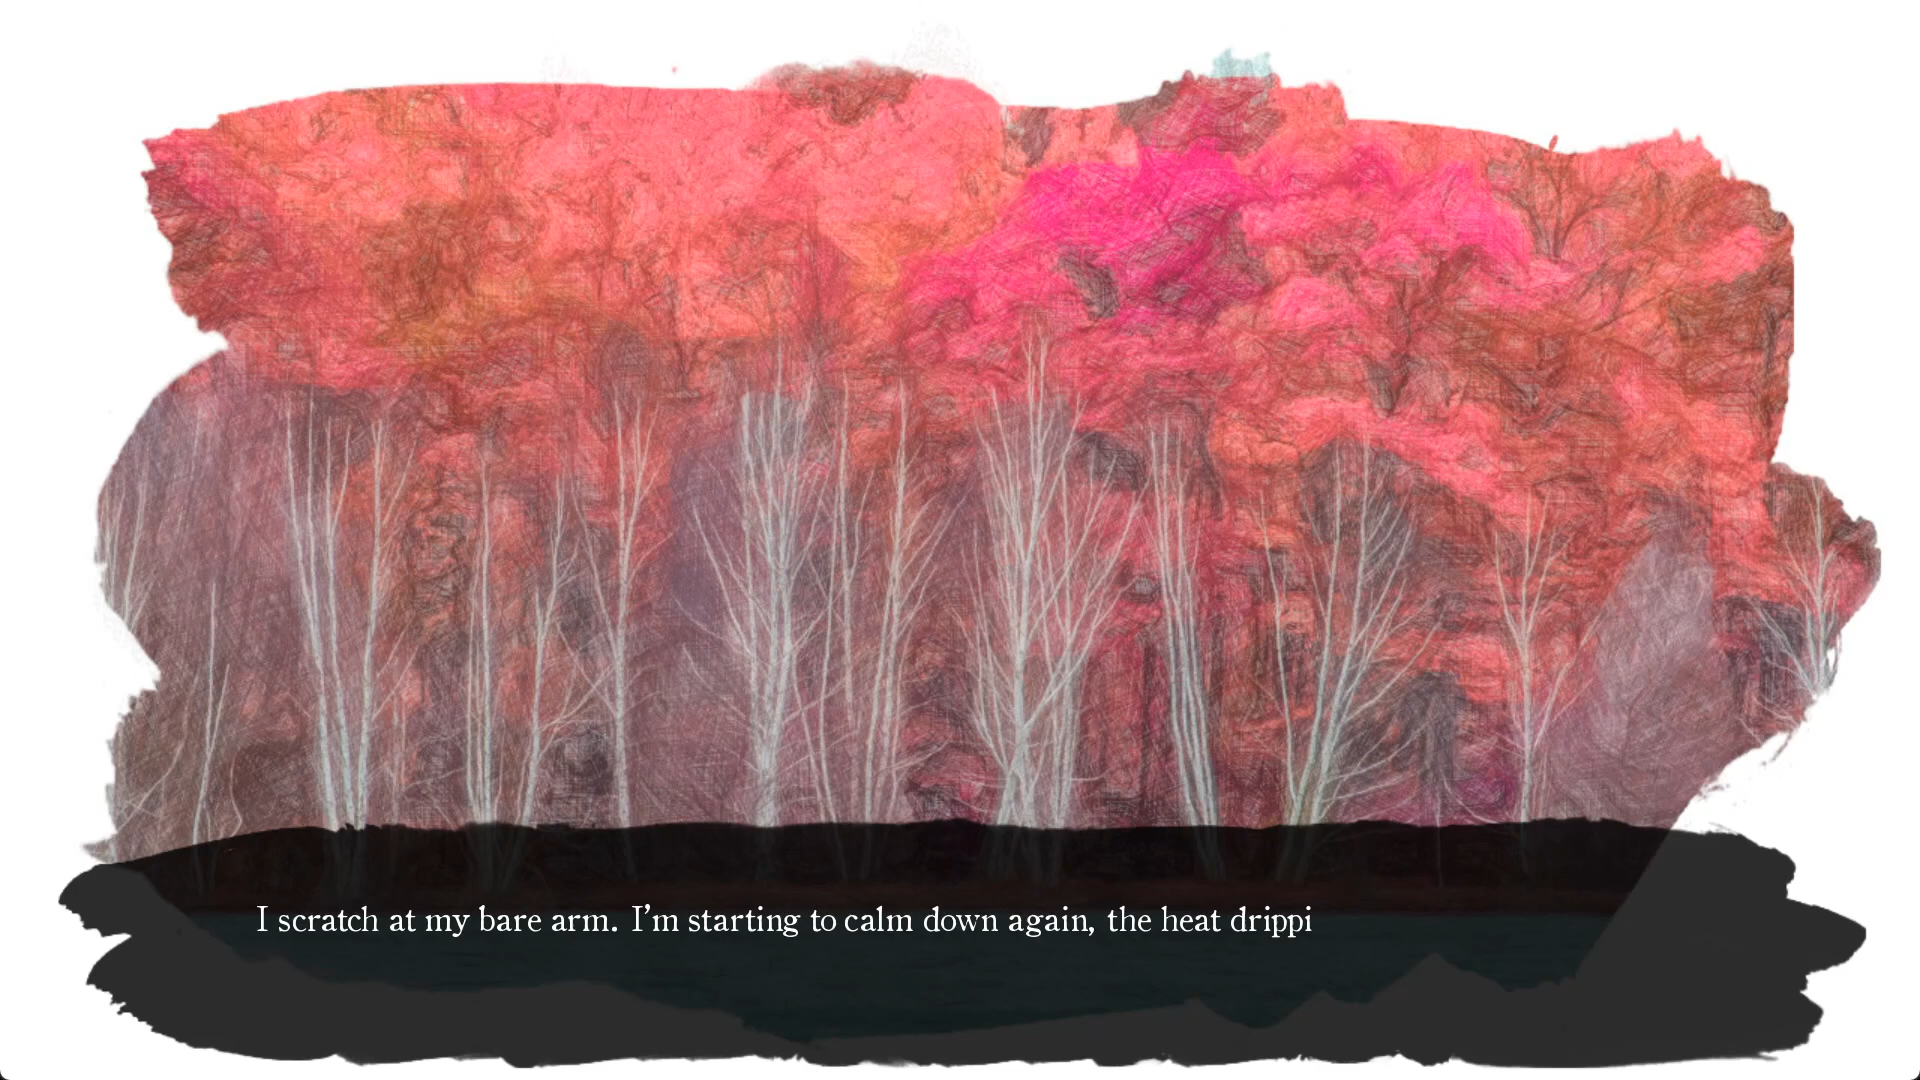 I scratch at my bare arm. I'm starting to calm down again, the heat drippi